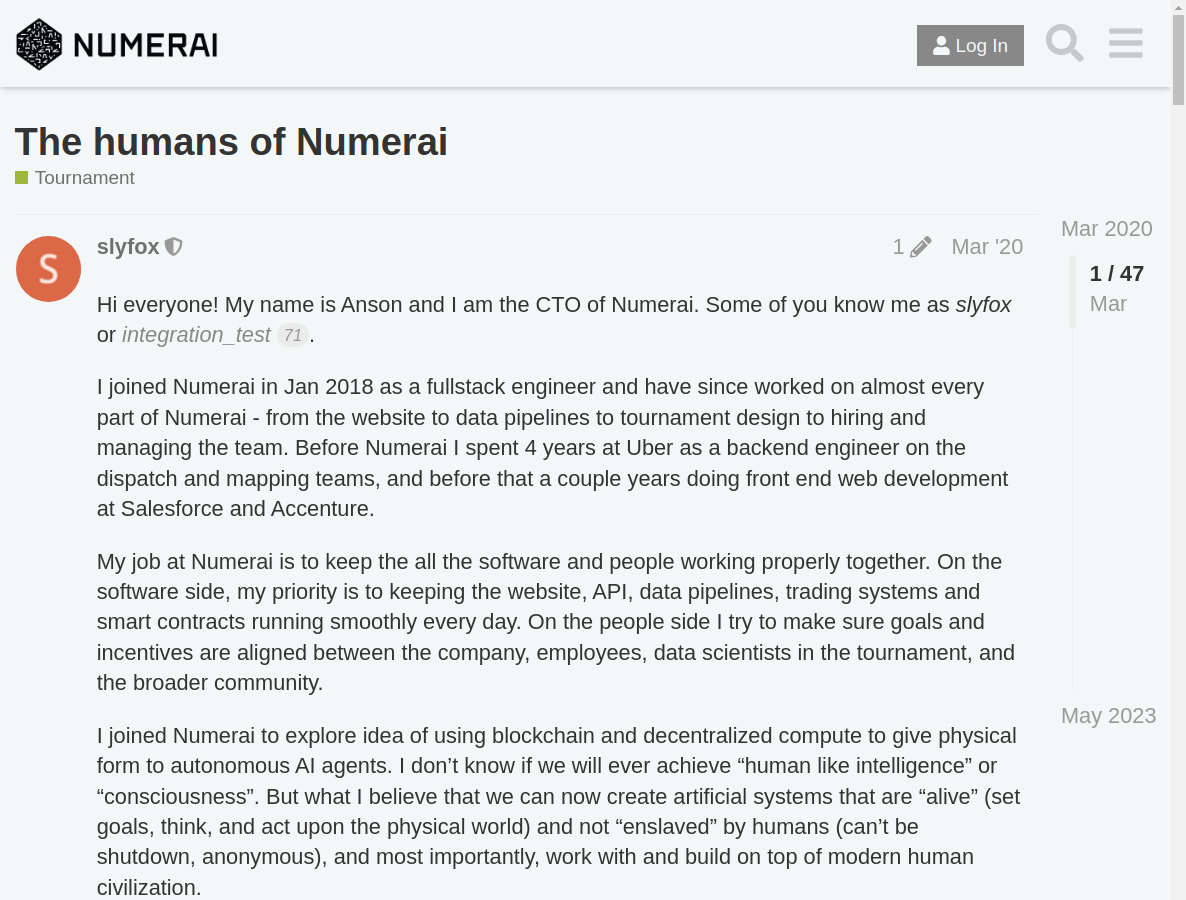 NUMERAI
Log In
The humans of Numerai
Tournament
slyfox 1 Mar '20
S
Hi everyone! My name is Anson and I am the CTO of Numerai. Some of you know me as slyfox
or integration_test 71 .
I joined Numerai in Jan 2018 as a fullstack engineer and have since worked on almost every
part of Numerai - from the website to data pipelines to tournament design to hiring and
managing the team. Before Numerai I spent 4 years at Uber as a backend engineer on the
dispatch and mapping teams, and before that a couple years doing front end web development
at Salesforce and Accenture.
My job at Numerai is to keep the all the software and people working properly together. On the
software side, my priority is to keeping the website, API, data pipelines, trading systems and
smart contracts running smoothly every day. On the people side I try to make sure goals and
incentives are aligned between the company, employees, data scientists in the tournament, and
the broader community.
I joined Numerai to explore idea of using blockchain and decentralized compute to give physical
form to autonomous AI agents. I don’t know if we will ever achieve “human like intelligence” or
“consciousness”. But what I believe that we can now create artificial systems that are “alive” (set
goals, think, and act upon the physical world) and not “enslaved” by humans (can’t be
shutdown, anonymous), and most importantly, work with and build on top of modern human
civilization.
Mar 2020
1 / 47
Mar
May 2023